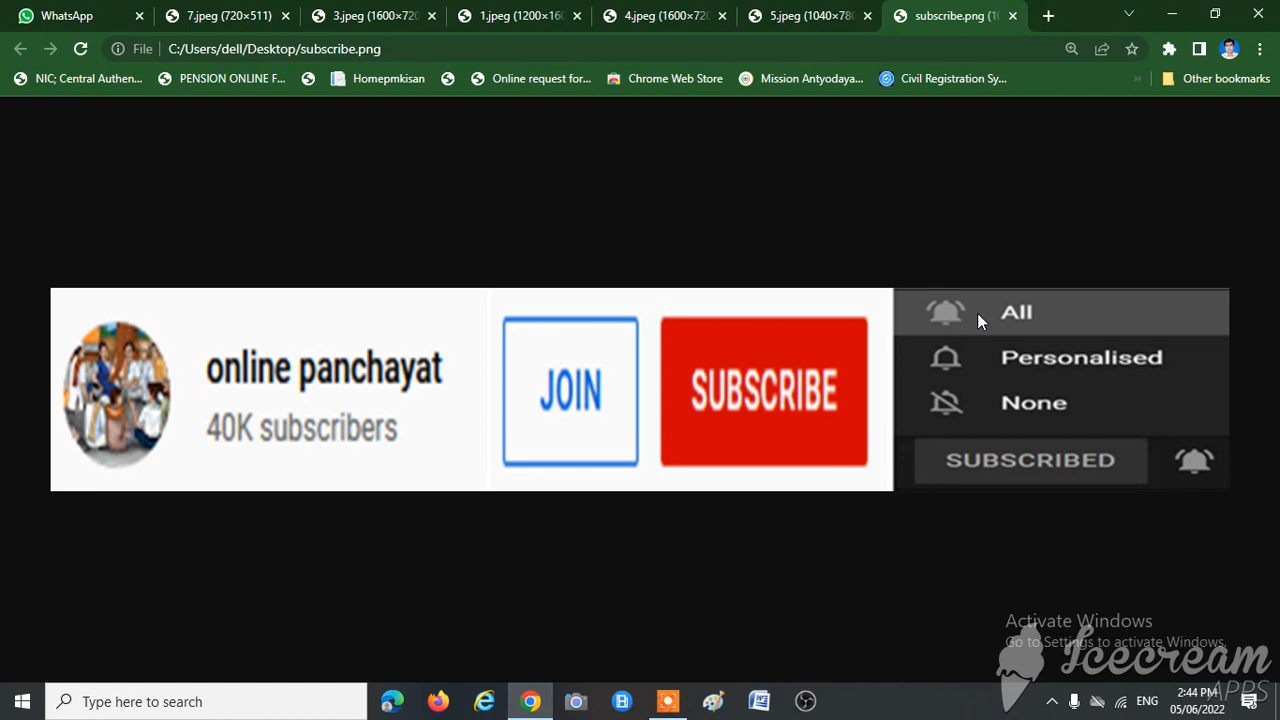 WhatsApp
7.jpeg (720×511)
3.jpeg (1600×720
1.jpeg (1200×16
4.jpeg (1600×720
5.jpeg (1040×780
subscribe.png (1
File C:/Users/dell/Desktop/subscribe.png
NIC; Central Authen...
PENSION ONLINE F...
Homepmkisan
Online request for...
Chrome Web Store
Mission Antyodaya...
Civil Registration Sy...
»
Other bookmarks
online panchayat
40K subscribers
JOIN
SUBSCRIBE
All
Personalised
None
SUBSCRIBED
Activate Windows
Go to Settings to activate Windows.
Icecream
APPS
Type here to search
ENG
2:44 PM
05/06/2022